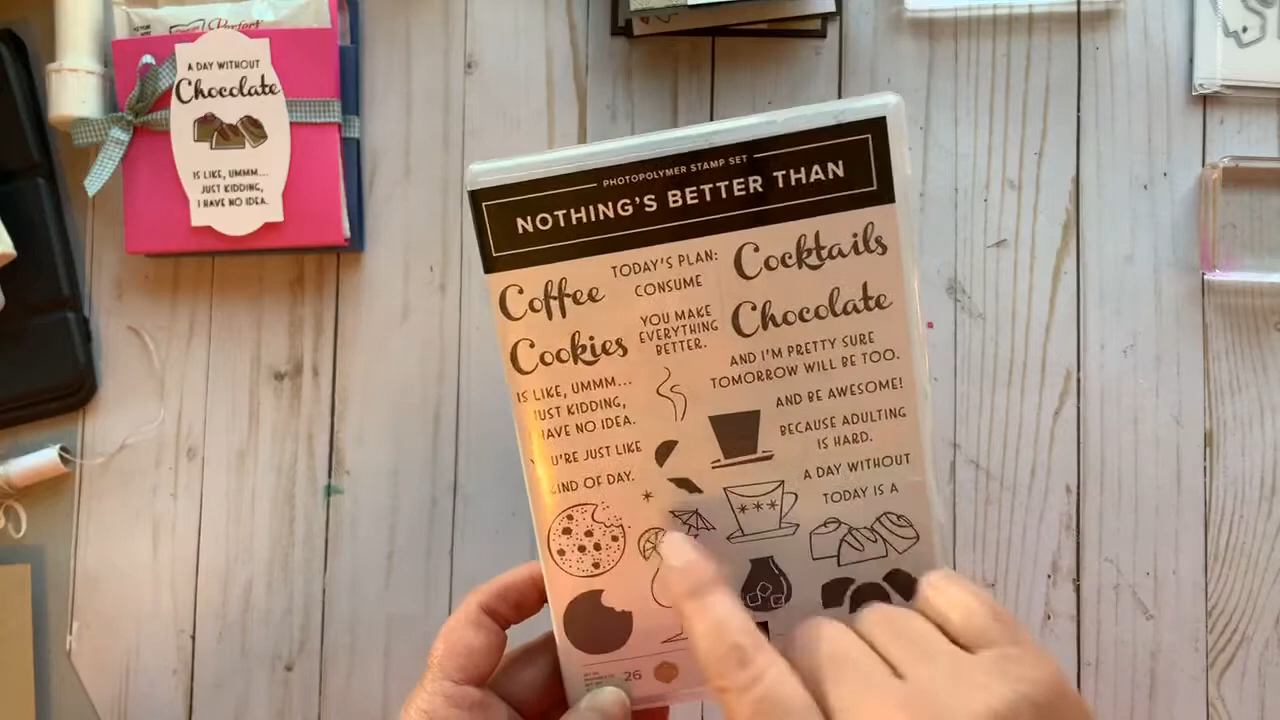 Perfect
A DAY WITHOUT
Chocolate
IS LIKE, UMMM...
JUST KIDDING,
I HAVE NO IDEA.
PHOTOPOLYMER STAMP SET
NOTHING'S BETTER THAN
Coffee
TODAY'S PLAN:
CONSUME
Cocktails
Cookies
YOU MAKE
EVERYTHING
BETTER.
Chocolate
AND I'M PRETTY SURE
TOMORROW WILL BE TOO.
IS LIKE, UMMM...
JUST KIDDING,
HAVE NO IDEA.
AND BE AWESOME!
BECAUSE ADULTING
IS HARD.
U'RE JUST LIKE
KIND OF DAY.
A DAY WITHOUT
TODAY IS A
26